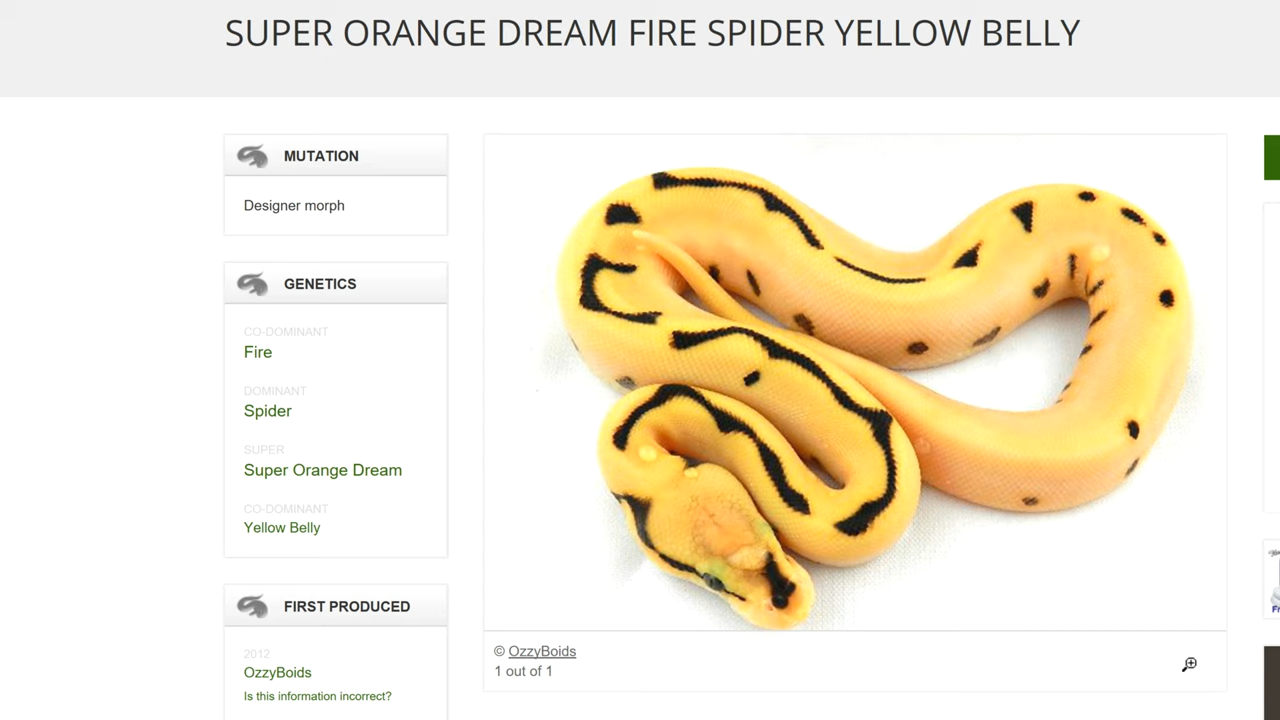 SUPER ORANGE DREAM FIRE SPIDER YELLOW BELLY
MUTATION
Designer morph
GENETICS
CO-DOMINANT
Fire
DOMINANT
Spider
SUPER
Super Orange Dream
CO-DOMINANT
Yellow Belly
FIRST PRODUCED
2012
OzzyBoids
Is this information incorrect?
© OzzyBoids
1 out of 1